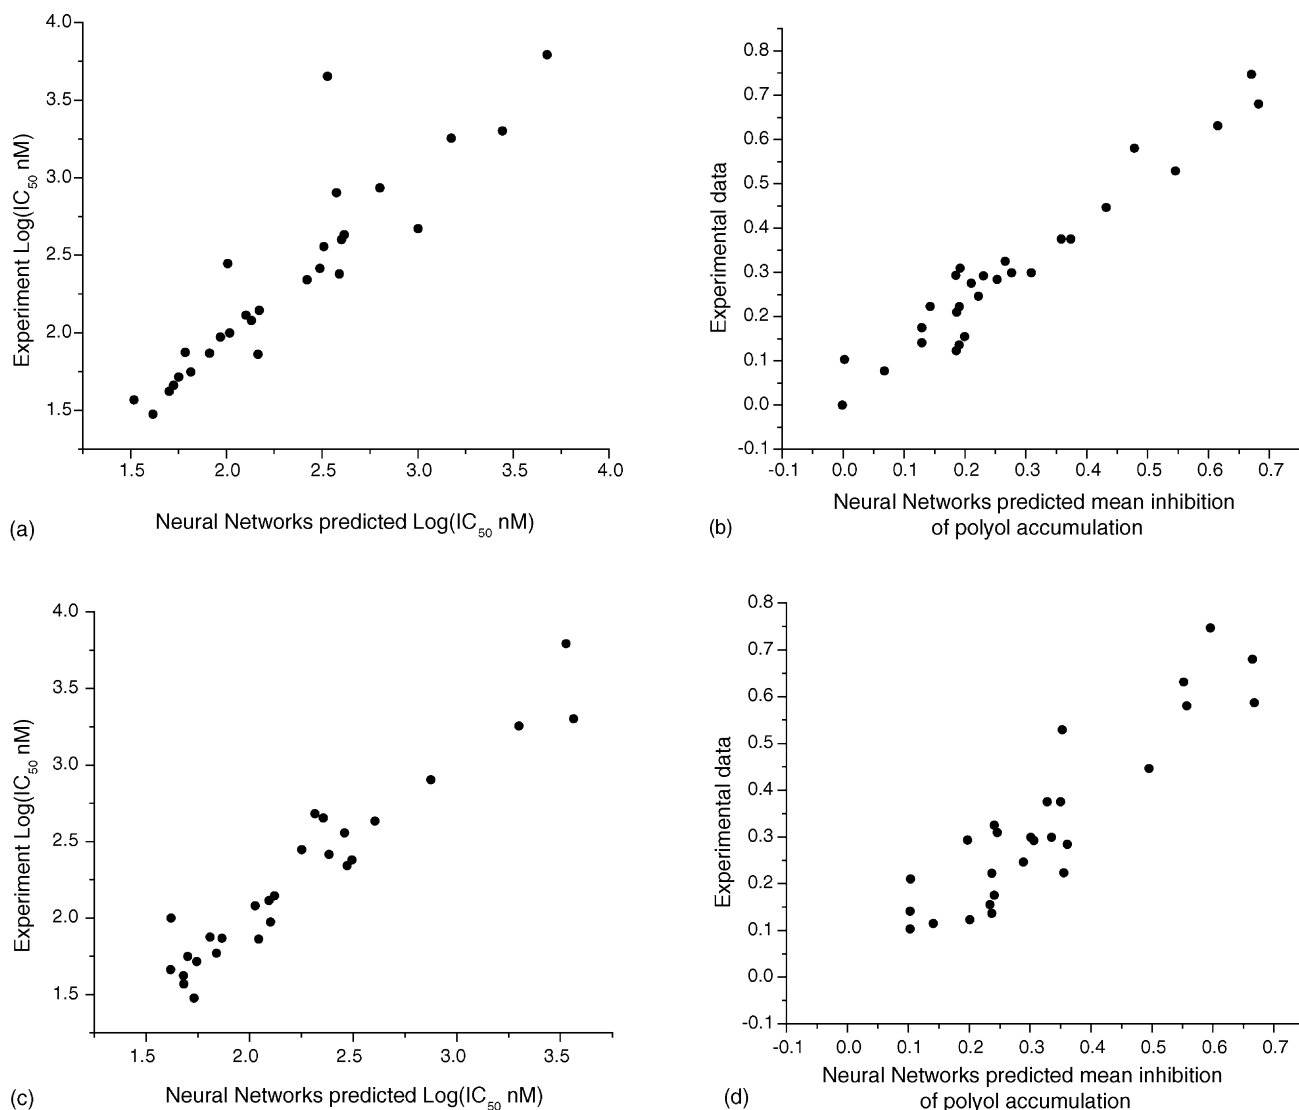 4.0
3.5
3.0
2.5
2.0
1.5
Experiment Log(IC50 nM)
1.5 2.0 2.5 3.0 3.5 4.0
Neural Networks predicted Log(IC50 nM)
(a)
0.8
0.7
0.6
0.5
0.4
0.3
0.2
0.1
0.0
-0.1
Experimental data
-0.1 0.0 0.1 0.2 0.3 0.4 0.5 0.6 0.7
Neural Networks predicted mean inhibition
of polyol accumulation
(b)
4.0
3.5
3.0
2.5
2.0
1.5
Experiment Log(IC50 nM)
1.5 2.0 2.5 3.0 3.5
Neural Networks predicted Log(IC50 nM)
(c)
0.8
0.7
0.6
0.5
0.4
0.3
0.2
0.1
0.0
-0.1
Experimental data
-0.1 0.0 0.1 0.2 0.3 0.4 0.5 0.6 0.7
Neural Networks predicted mean inhibition
of polyol accumulation
(d)